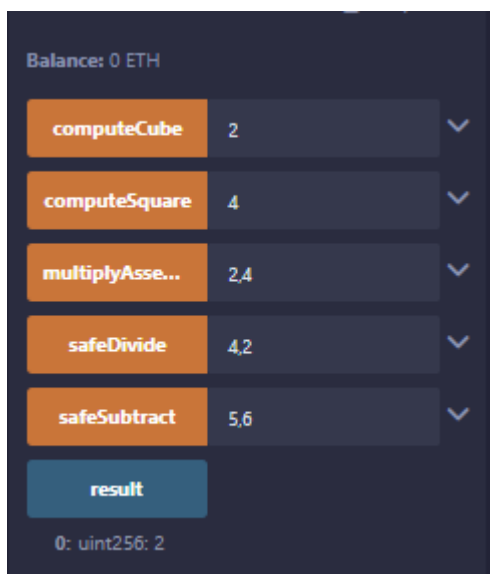 Balance: 0 ETH
computeCube 2
computeSquare 4
multiplyAsse... 2,4
safeDivide 4,2
safeSubtract 5,6
result
0: uint256: 2